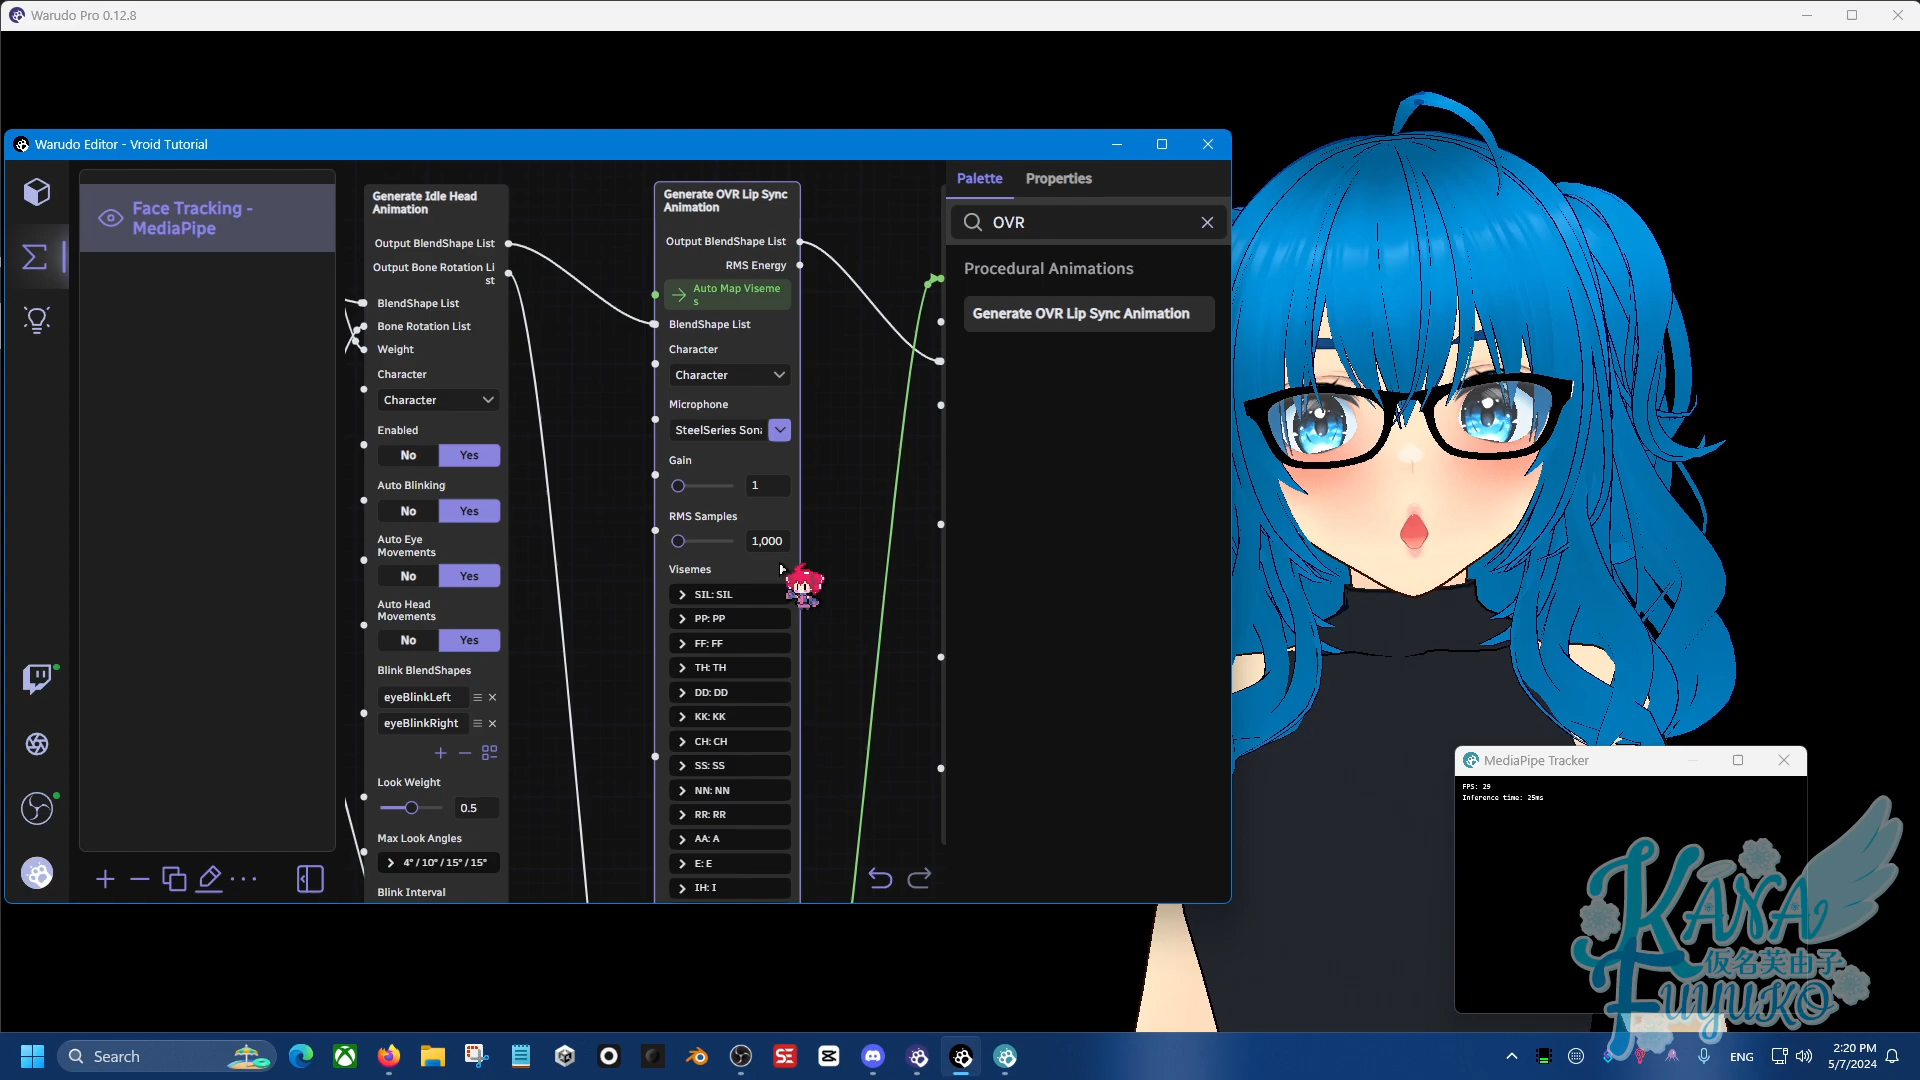 Warudo Pro 0.12.8
Warudo Editor - Vroid Tutorial
Face Tracking -
MediaPipe
Generate Idle Head
Animation
Output BlendShape List
Output Bone Rotation Li
st
BlendShape List
Bone Rotation List
Weight
Character
Character
Enabled
No Yes
Auto Blinking
No Yes
Auto Eye
Movements
No Yes
Auto Head
Movements
No Yes
Blink BlendShapes
eyeBlinkLeft
eyeBlinkRight
Look Weight
0.5
Max Look Angles
4° / 10° / 15° / 15°
Blink Interval
Generate OVR Lip Sync
Animation
Output BlendShape List
RMS Energy
Auto Map Viseme
s
BlendShape List
Character
Character
Microphone
SteelSeries Sona
Gain
1
RMS Samples
1,000
Visemes
SIL: SIL
PP: PP
FF: FF
TH: TH
DD: DD
KK: KK
CH: CH
SS: SS
NN: NN
RR: RR
AA: A
E: E
IH: I
Palette Properties
OVR
Procedural Animations
Generate OVR Lip Sync Animation
MediaPipe Tracker
FPS: 29
Inference time: 25ms
KANA
仮名芙由子
FUYUKO
Search
SE
ENG
2:20 PM
5/7/2024